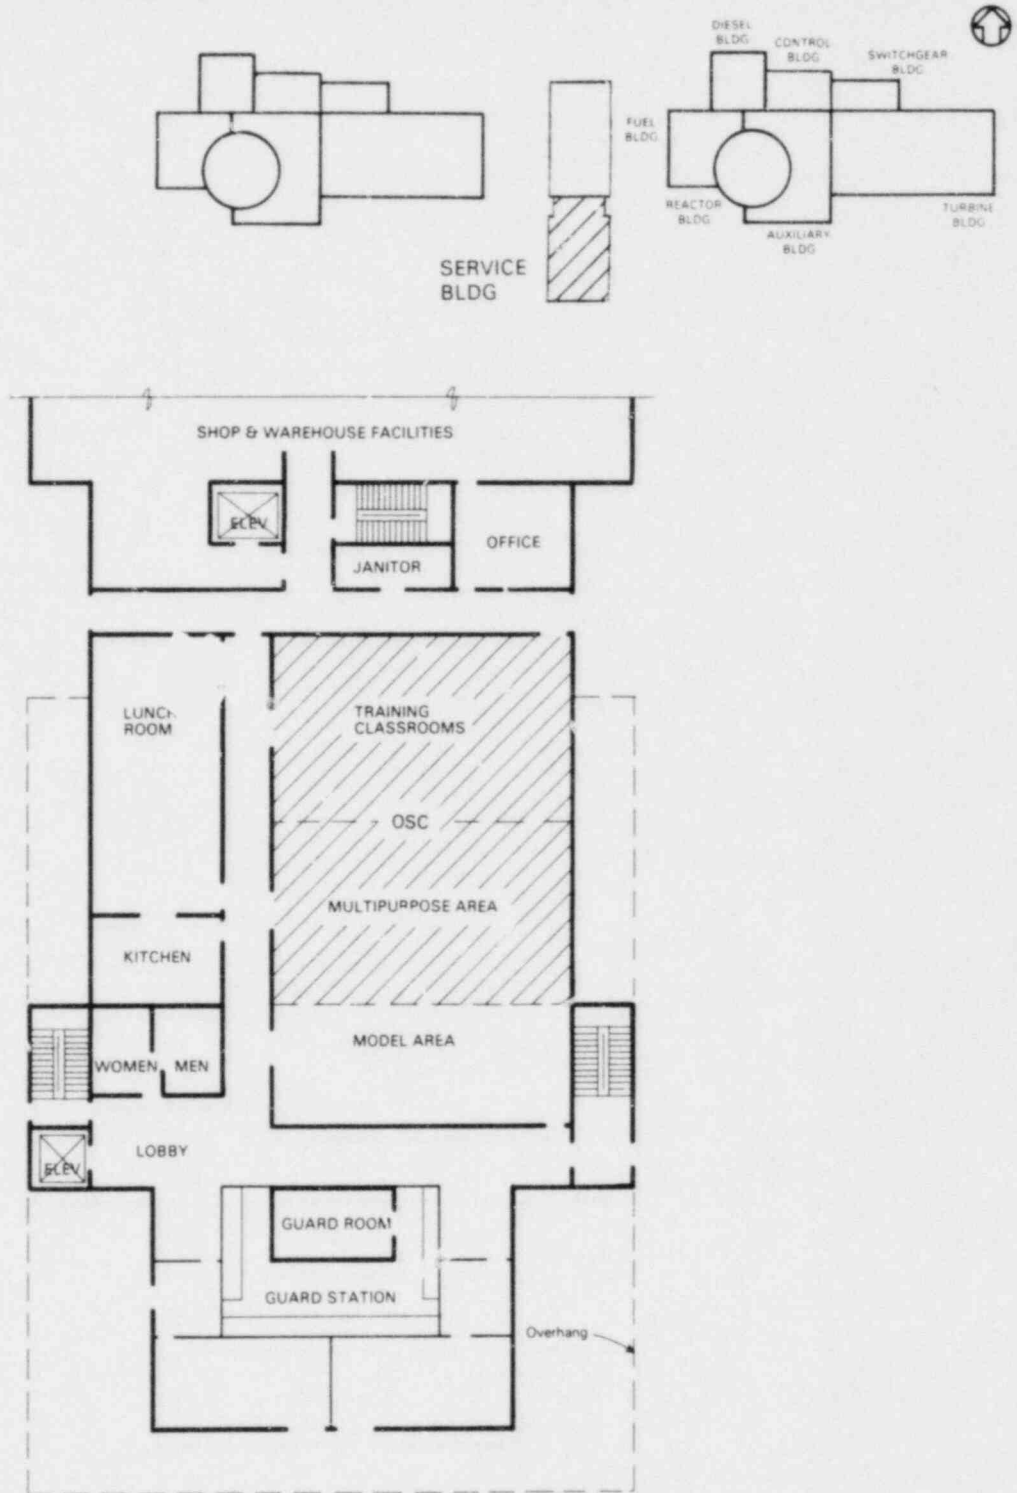 DIESEL
BLDG
CONTROL
BLDG
SWITCHGEAR
BLDG
FUEL
BLDG
REACTOR
BLDG
TURBINE
BLDG
AUXILIARY
BLDG
SERVICE
BLDG
SHOP & WAREHOUSE FACILITIES
ELEV
OFFICE
JANITOR
LUNCH
ROOM
TRAINING
CLASSROOMS
OSC
MULTIPURPOSE AREA
KITCHEN
MODEL AREA
WOMEN
MEN
LOBBY
ELEV
GUARD ROOM
GUARD STATION
Overhang